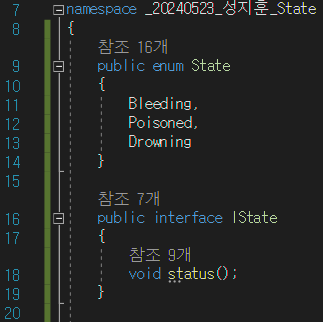 7 namespace _20240523_성지훈_State
8 {
참조 16개
9 public enum State
10 {
11 Bleeding,
12 Poisoned,
13 Drowning
14 }
15
참조 7개
16 public interface IState
17 {
참조 9개
18 void status();
19 }
20